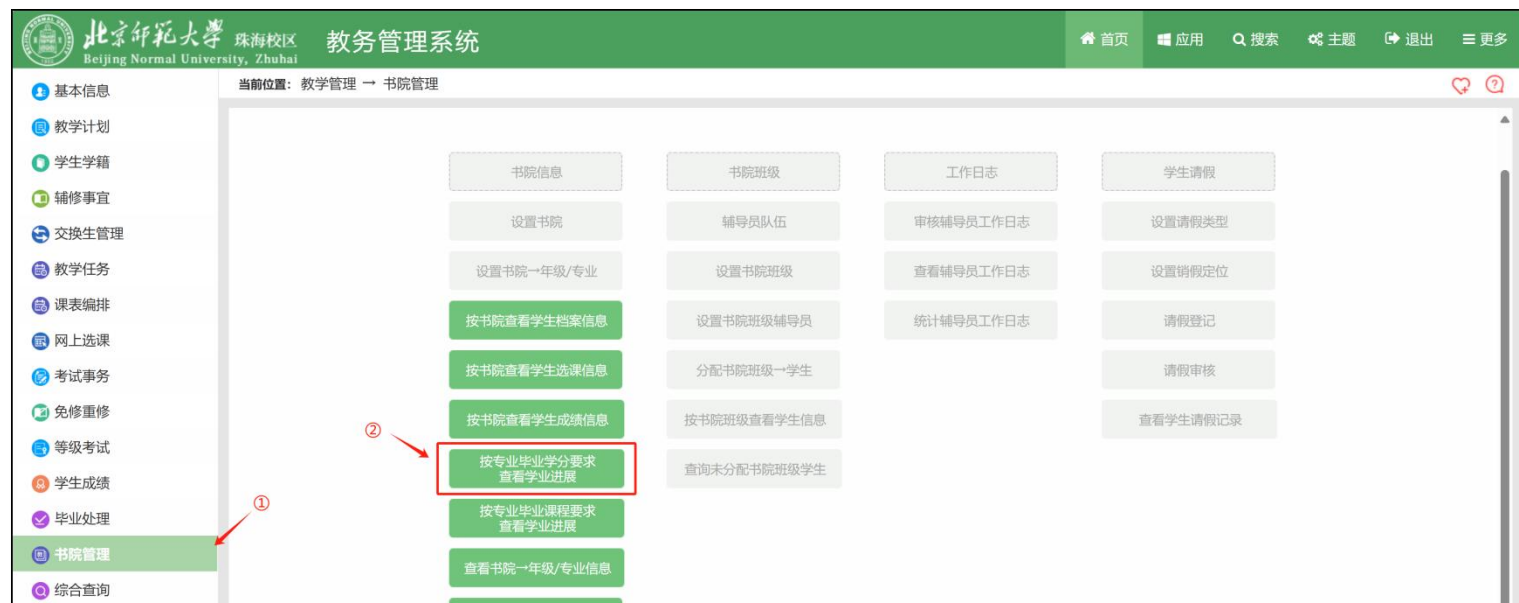 北京师范大学 珠海校区 教务管理系统
Beijing Normal University, Zhuhai
首页 应用 搜索 主题 退出 更多
当前位置：教学管理 → 书院管理
基本信息
教学计划
学生学籍
辅修事宜
交换生管理
教学任务
课表编排
网上选课
考试事务
免修重修
等级考试
学生成绩
毕业处理
书院管理
综合查询
①
②
书院信息
设置书院
设置书院→年级/专业
按书院查看学生档案信息
按书院查看学生选课信息
按书院查看学生成绩信息
按专业毕业学分要求
查看学业进展
按专业毕业课程要求
查看学业进展
查看书院→年级/专业信息
书院班级
辅导员队伍
设置书院班级
设置书院班级辅导员
分配书院班级→学生
按书院班级查看学生信息
查询未分配书院班级学生
工作日志
审核辅导员工作日志
查看辅导员工作日志
统计辅导员工作日志
学生请假
设置请假类型
设置销假定位
请假登记
请假审核
查看学生请假记录